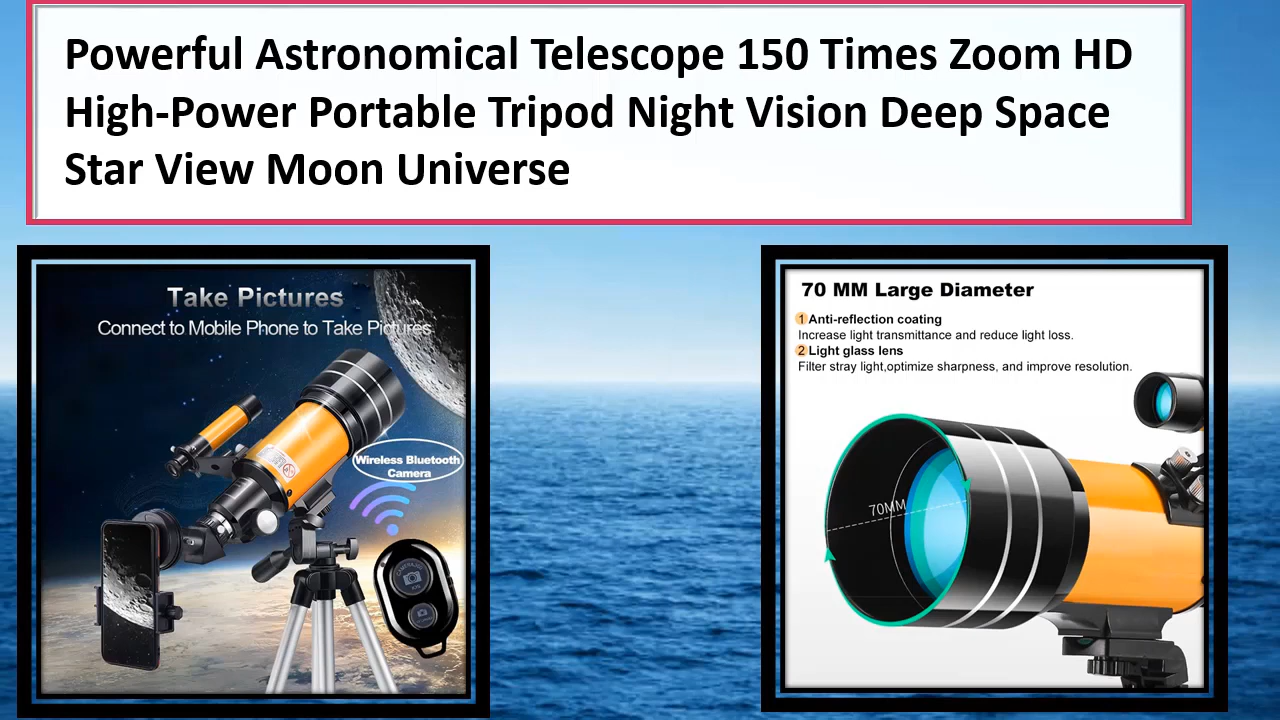 Powerful Astronomical Telescope 150 Times Zoom HD
High-Power Portable Tripod Night Vision Deep Space
Star View Moon Universe
Take Pictures
Connect to Mobile Phone to Take Pictures
Wireless Bluetooth
Camera
70 MM Large Diameter
1 Anti-reflection coating
Increase light transmittance and reduce light loss.
2 Light glass lens
Filter stray light,optimize sharpness, and improve resolution.
70MM